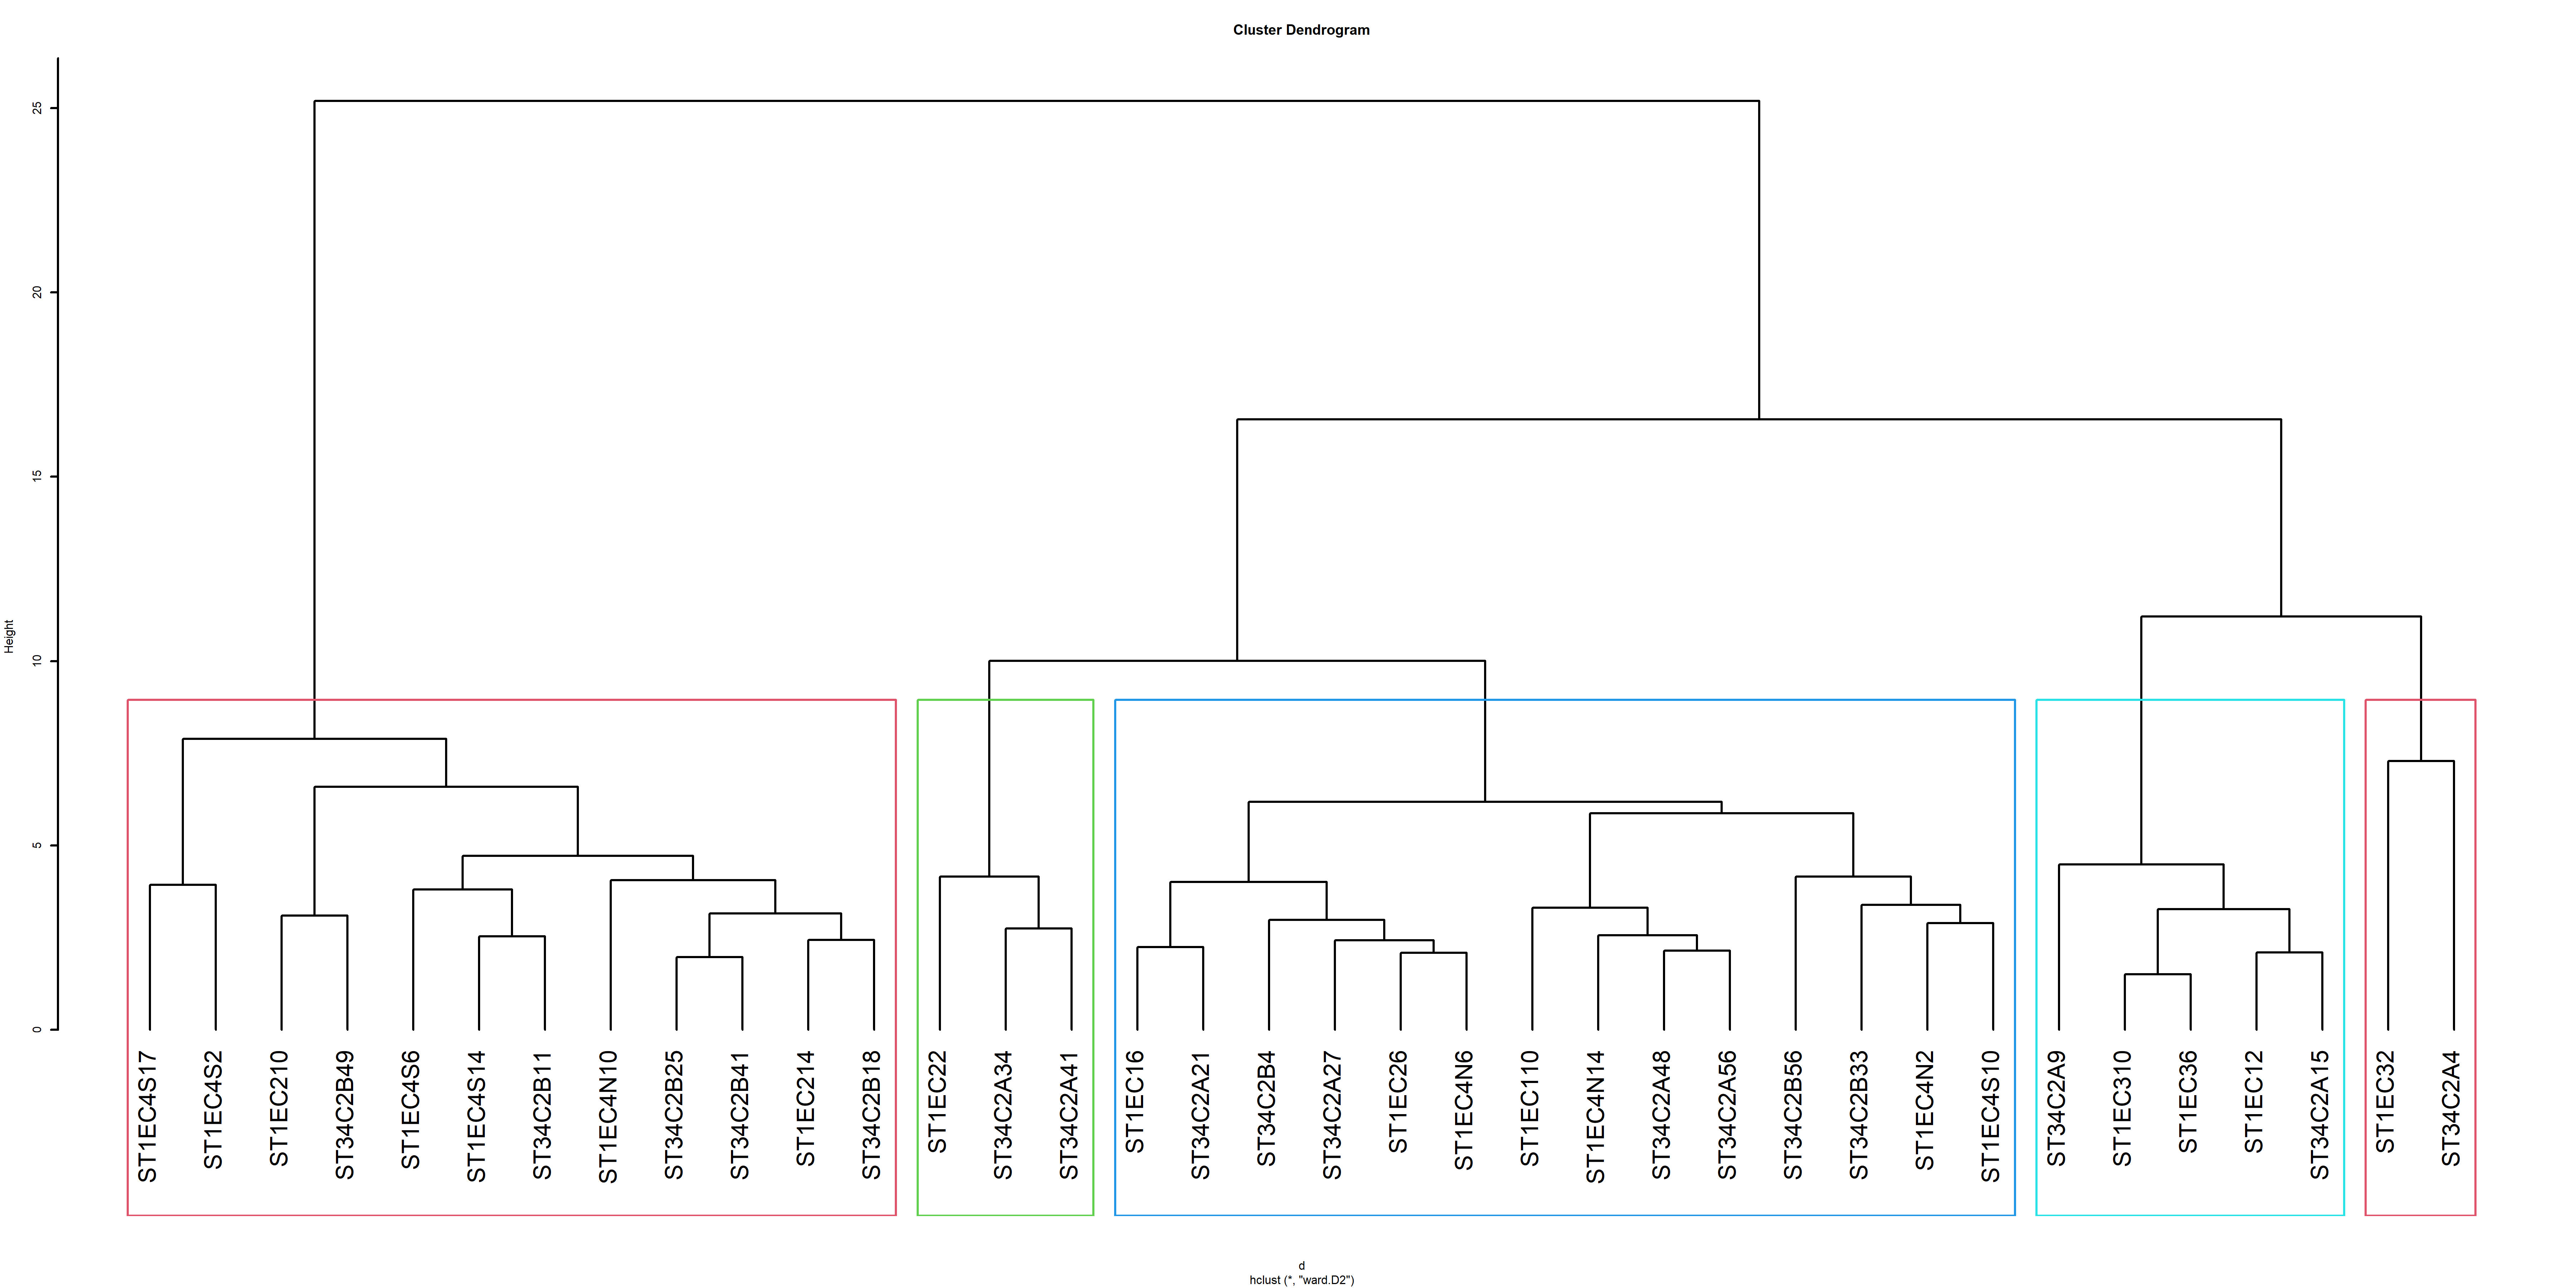 Cluster Dendrogram
Height
25
20
15
10
5
0
ST1EC4S17
ST1EC4S2
ST1EC210
ST34C2B49
ST1EC4S6
ST1EC4S14
ST34C2B11
ST1EC4N10
ST34C2B25
ST34C2B41
ST1EC214
ST34C2B18
ST1EC22
ST34C2A34
ST34C2A41
ST1EC16
ST34C2A21
ST34C2B4
ST34C2A27
ST1EC26
ST1EC4N6
ST1EC110
ST1EC4N14
ST34C2A48
ST34C2A56
ST34C2B56
ST34C2B33
ST1EC4N2
ST1EC4S10
ST34C2A9
ST1EC310
ST1EC36
ST1EC12
ST34C2A15
ST1EC32
ST34C2A4
d
hclust (*, "ward.D2")